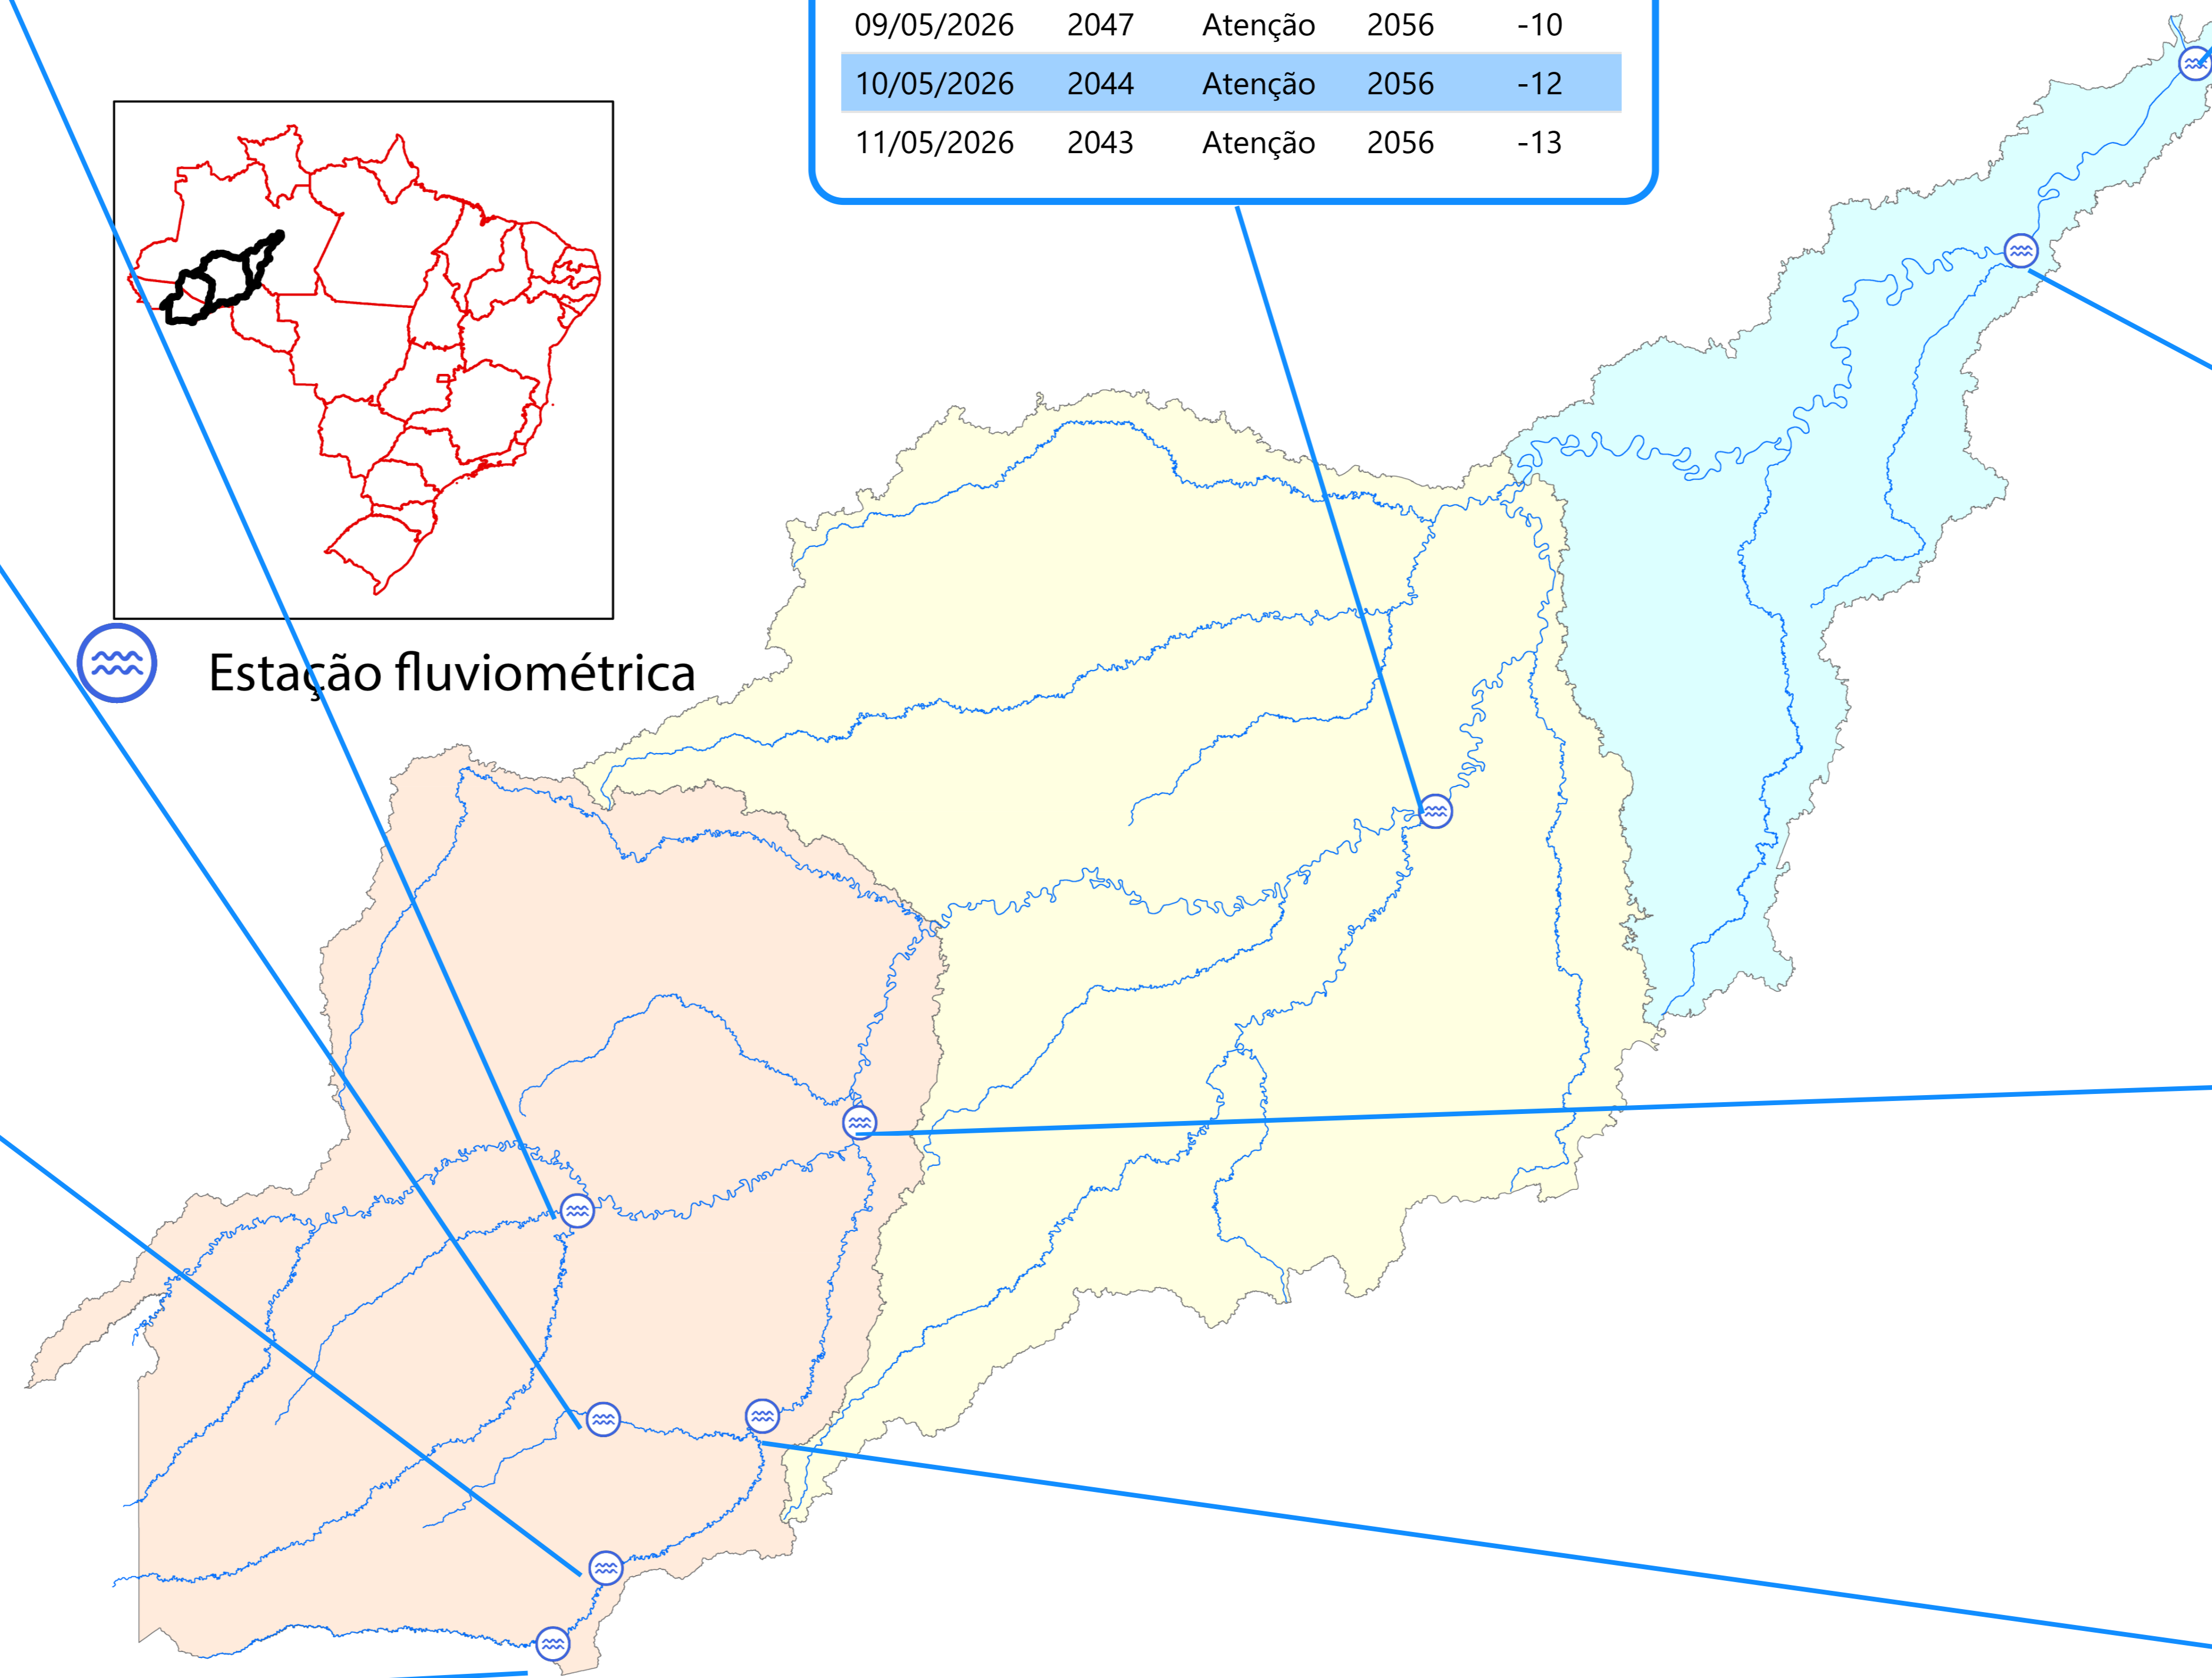 09/05/2026 2047 Atenção 2056 -10
10/05/2026 2044 Atenção 2056 -12
11/05/2026 2043 Atenção 2056 -13
Estação fluviométrica